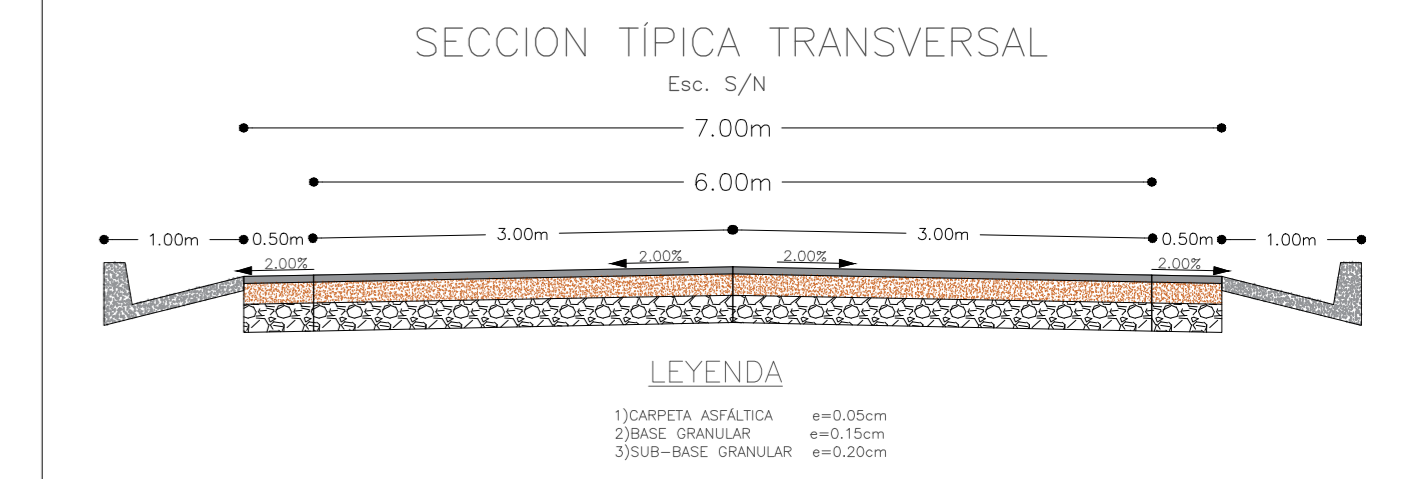 SECCION TÍPICA TRANSVERSAL
Esc. S/N
7.00m
6.00m
1.00m 0.50m 3.00m 3.00m 0.50m 1.00m
2.00% 2.00% 2.00% 2.00%
LEYENDA
1)CARPETA ASFÁLTICA e=0.05cm
2)BASE GRANULAR e=0.15cm
3)SUB-BASE GRANULAR e=0.20cm